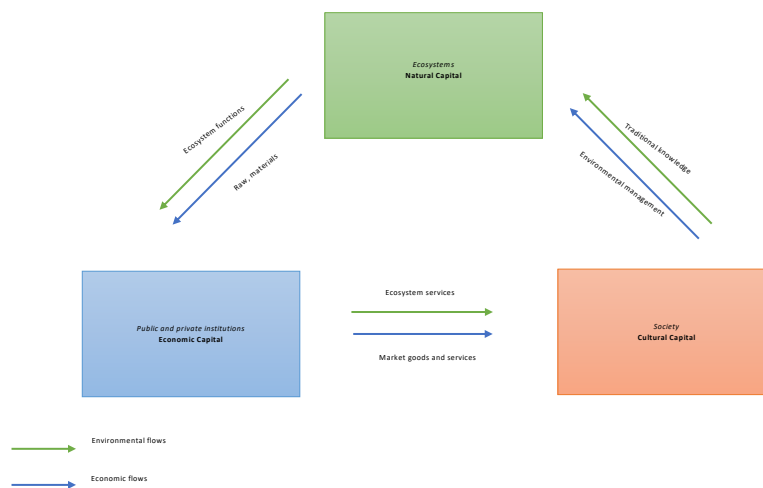 Ecosystems
Natural Capital
Ecosystem functions
Raw, materials
Traditional knowledge
Environmental management
Public and private institutions
Economic Capital
Ecosystem services
Market goods and services
Society
Cultural Capital
Environmental flows
Economic flows